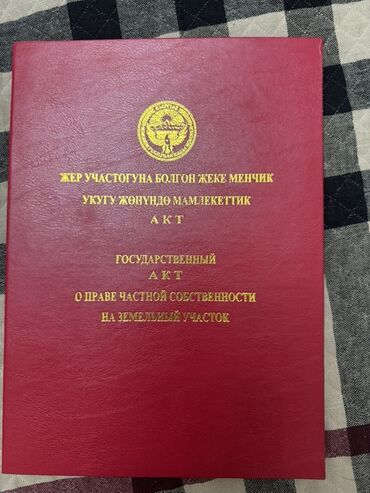 ЖЕР УЧАСТОГУНА БОЛГОН ЖЕКЕ МЕНЧИК
УКУГУ ЖӨНҮНДӨ МАМЛЕКЕТТИК
АКТ
ГОСУДАРСТВЕННЫЙ
АКТ
О ПРАВЕ ЧАСТНОЙ СОБСТВЕННОСТИ
НА ЗЕМЕЛЬНЫЙ УЧАСТОК